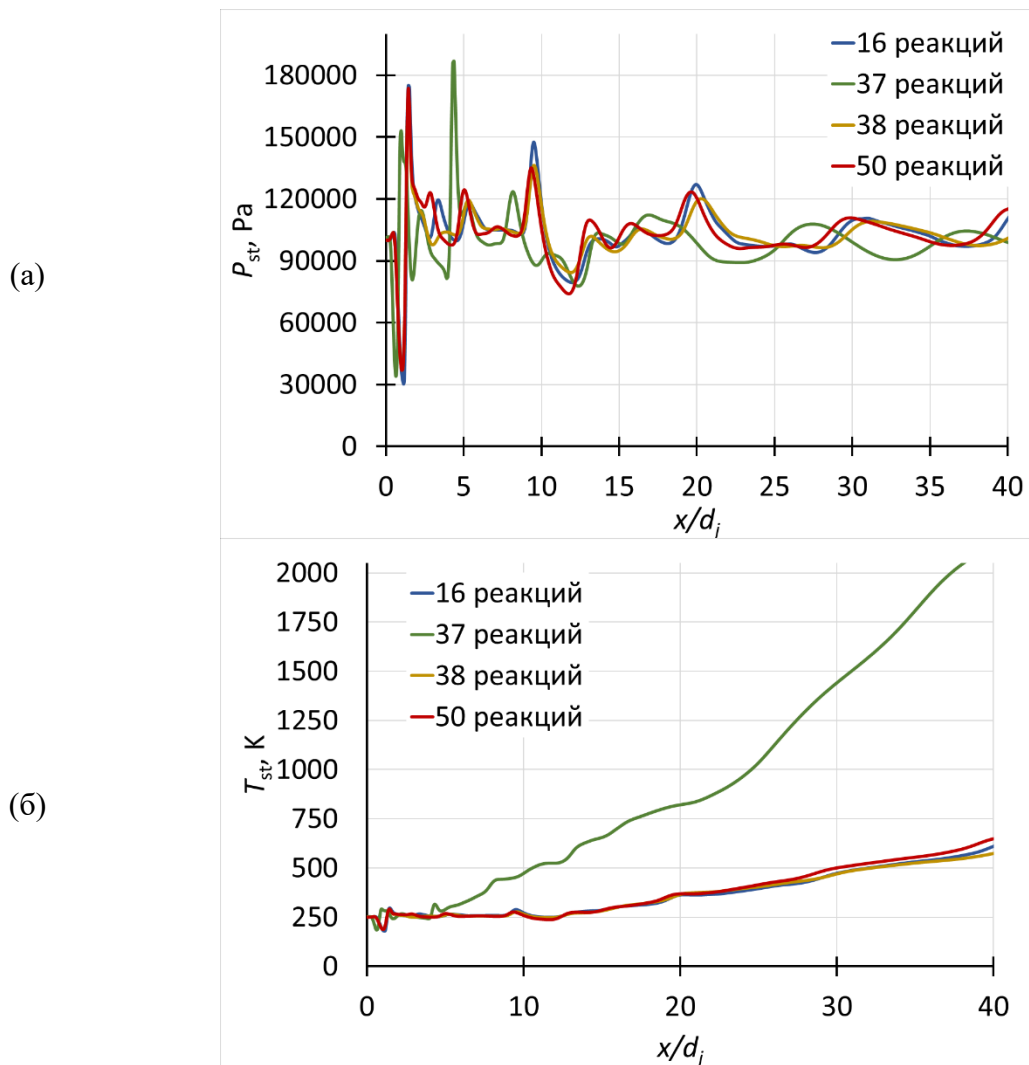 (а)
16 реакций
37 реакций
38 реакций
50 реакций
180000
150000
120000
90000
60000
30000
0
P_st, Pa
0 5 10 15 20 25 30 35 40
x/d_j
(б)
16 реакций
37 реакций
38 реакций
50 реакций
2000
1750
1500
1250
1000
750
500
250
0
T_st, K
0 10 20 30 40
x/d_j